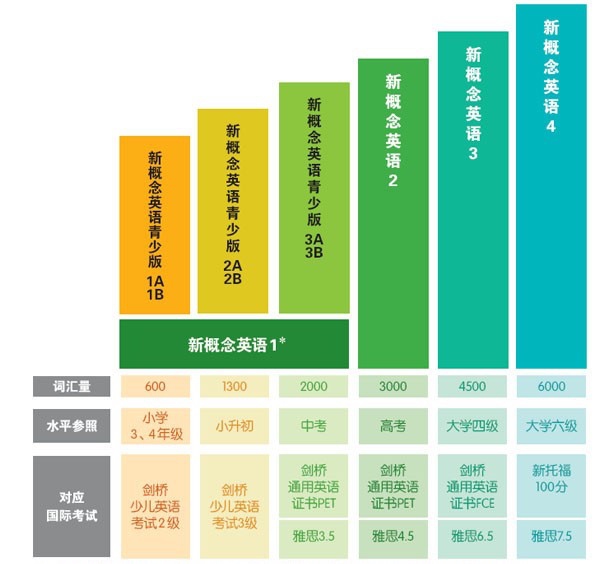 新概念英语青少版
1A
1B
新概念英语青少版
2A
2B
新概念英语青少版
3A
3B
新概念英语2
新概念英语3
新概念英语4
新概念英语1*
词汇量
600
1300
2000
3000
4500
6000
水平参照
小学
3、4年级
小升初
中考
高考
大学四级
大学六级
对应
国际考试
剑桥
少儿英语
考试2级
剑桥
少儿英语
考试3级
剑桥
通用英语
证书PET
雅思3.5
剑桥
通用英语
证书PET
雅思4.5
剑桥
通用英语
证书FCE
雅思6.5
新托福
100分
雅思7.5